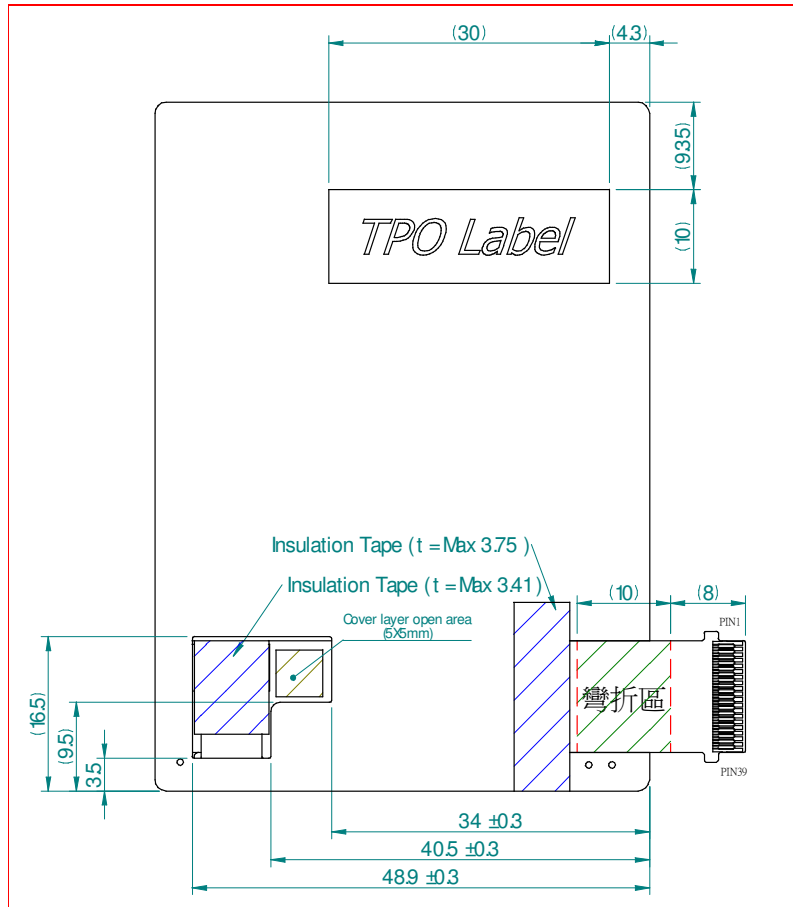 (30)
(4.3)
(9.35)
TPO Label
(10)
Insulation Tape ( t = Max 3.75 )
Insulation Tape ( t = Max 3.41)
(10)
(8)
Cover layer open area
(5X5mm)
PIN1
(16.5)
彎折區
(9.5)
3.5
PIN39
34 ±0.3
40.5 ±0.3
48.9 ±0.3